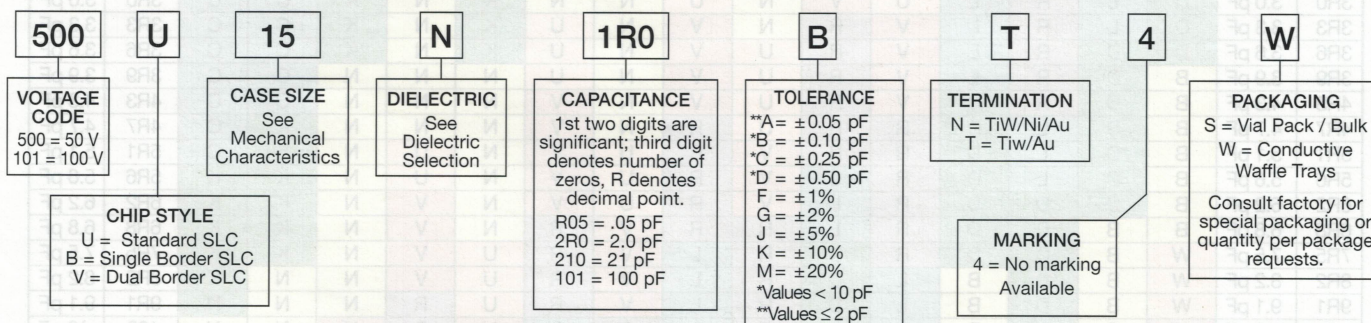 500 U 15 N 1R0 B T 4 W
VOLTAGE
CODE
500 = 50 V
101 = 100 V
CHIP STYLE
U = Standard SLC
B = Single Border SLC
V = Dual Border SLC
CASE SIZE
See
Mechanical
Characteristics
DIELECTRIC
See
Dielectric
Selection
CAPACITANCE
1st two digits are
significant; third digit
denotes number of
zeros, R denotes
decimal point.
R05 = .05 pF
2R0 = 2.0 pF
210 = 21 pF
101 = 100 pF
TOLERANCE
**A = ±0.05 pF
*B = ±0.10 pF
*C = ±0.25 pF
*D = ±0.50 pF
F = ±1%
G = ±2%
J = ±5%
K = ±10%
M = ±20%
*Values < 10 pF
**Values ≤ 2 pF
TERMINATION
N = TiW/Ni/Au
T = Tiw/Au
MARKING
4 = No marking
Available
PACKAGING
S = Vial Pack / Bulk
W = Conductive
Waffle Trays
Consult factory for
special packaging or
quantity per package
requests.